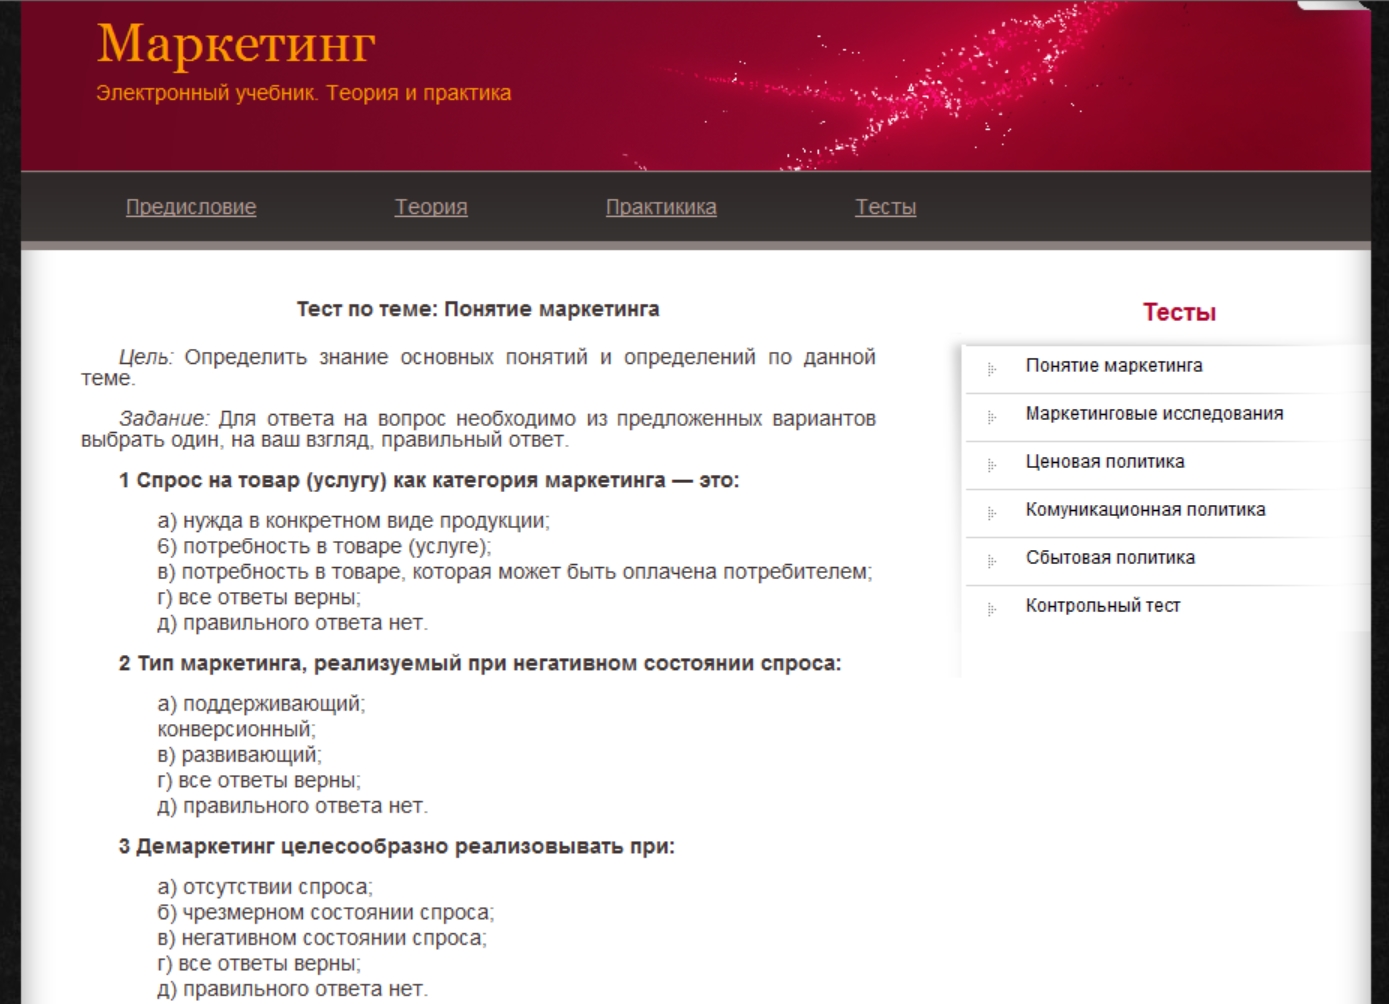 Маркетинг
Электронный учебник. Теория и практика
Предисловие
Теория
Практикика
Тесты
Тест по теме: Понятие маркетинга
Цель: Определить знание основных понятий и определений по данной
теме.
Задание: Для ответа на вопрос необходимо из предложенных вариантов
выбрать один, на ваш взгляд, правильный ответ.
1 Спрос на товар (услугу) как категория маркетинга — это:
а) нужда в конкретном виде продукции;
6) потребность в товаре (услуге);
в) потребность в товаре, которая может быть оплачена потребителем;
г) все ответы верны;
д) правильного ответа нет.
2 Тип маркетинга, реализуемый при негативном состоянии спроса:
а) поддерживающий;
конверсионный;
в) развивающий;
г) все ответы верны;
д) правильного ответа нет.
3 Демаркетинг целесообразно реализовывать при:
а) отсутствии спроса;
б) чрезмерном состоянии спроса;
в) негативном состоянии спроса;
г) все ответы верны;
д) правильного ответа нет.
Тесты
Понятие маркетинга
Маркетинговые исследования
Ценовая политика
Комуникационная политика
Сбытовая политика
Контрольный тест